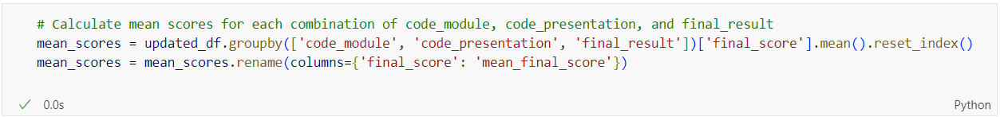 # Calculate mean scores for each combination of code_module, code_presentation, and final_result
mean_scores = updated_df.groupby(['code_module', 'code_presentation', 'final_result'])['final_score'].mean().reset_index()
mean_scores = mean_scores.rename(columns={'final_score': 'mean_final_score'})
✓ 0.0s Python